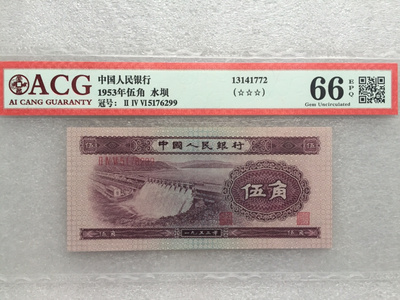 ACG
AI CANG GUARANTY
中国人民银行
1953年伍角 水坝
冠号: II IV VI5176299
13141772
(☆☆☆)
66 EPQ
Gem Uncirculated
中國人民銀行
伍角
一九五三年